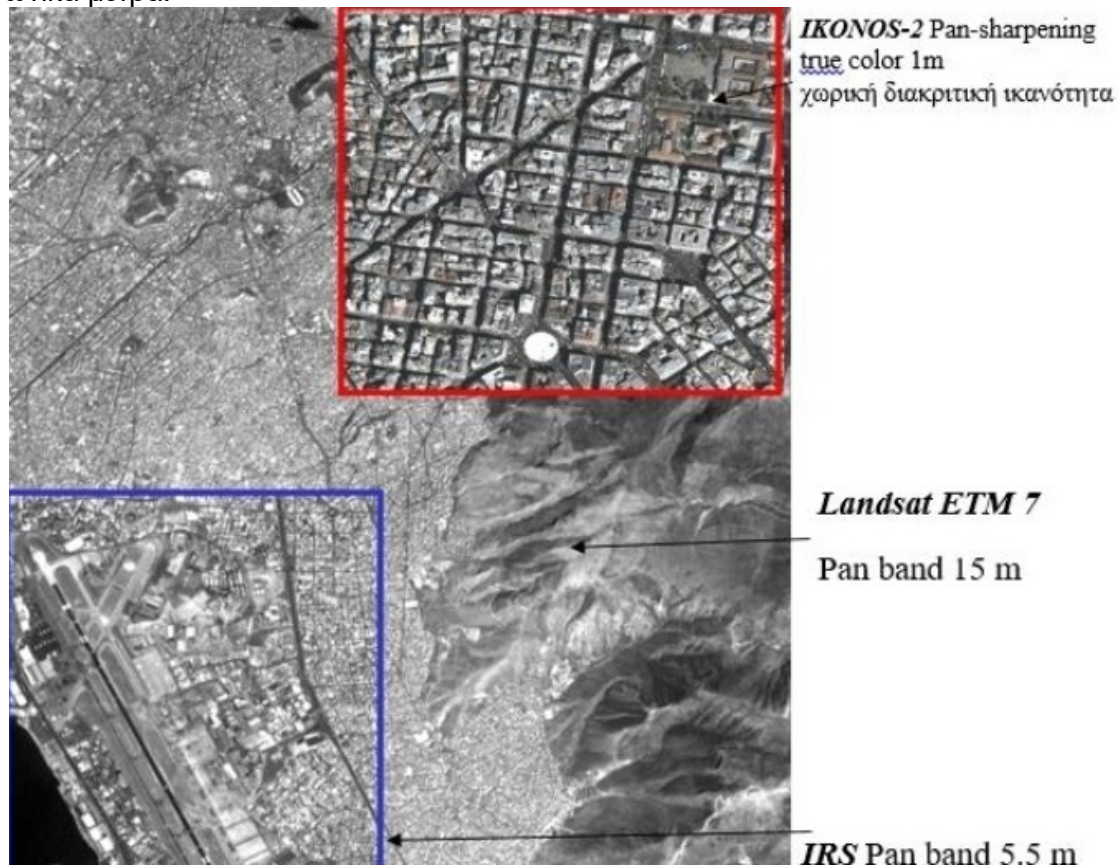 IKONOS-2 Pan-sharpening
true color 1m
χωρική διακριτική ικανότητα
Landsat ETM 7
Pan band 15 m
IRS Pan band 5.5 m